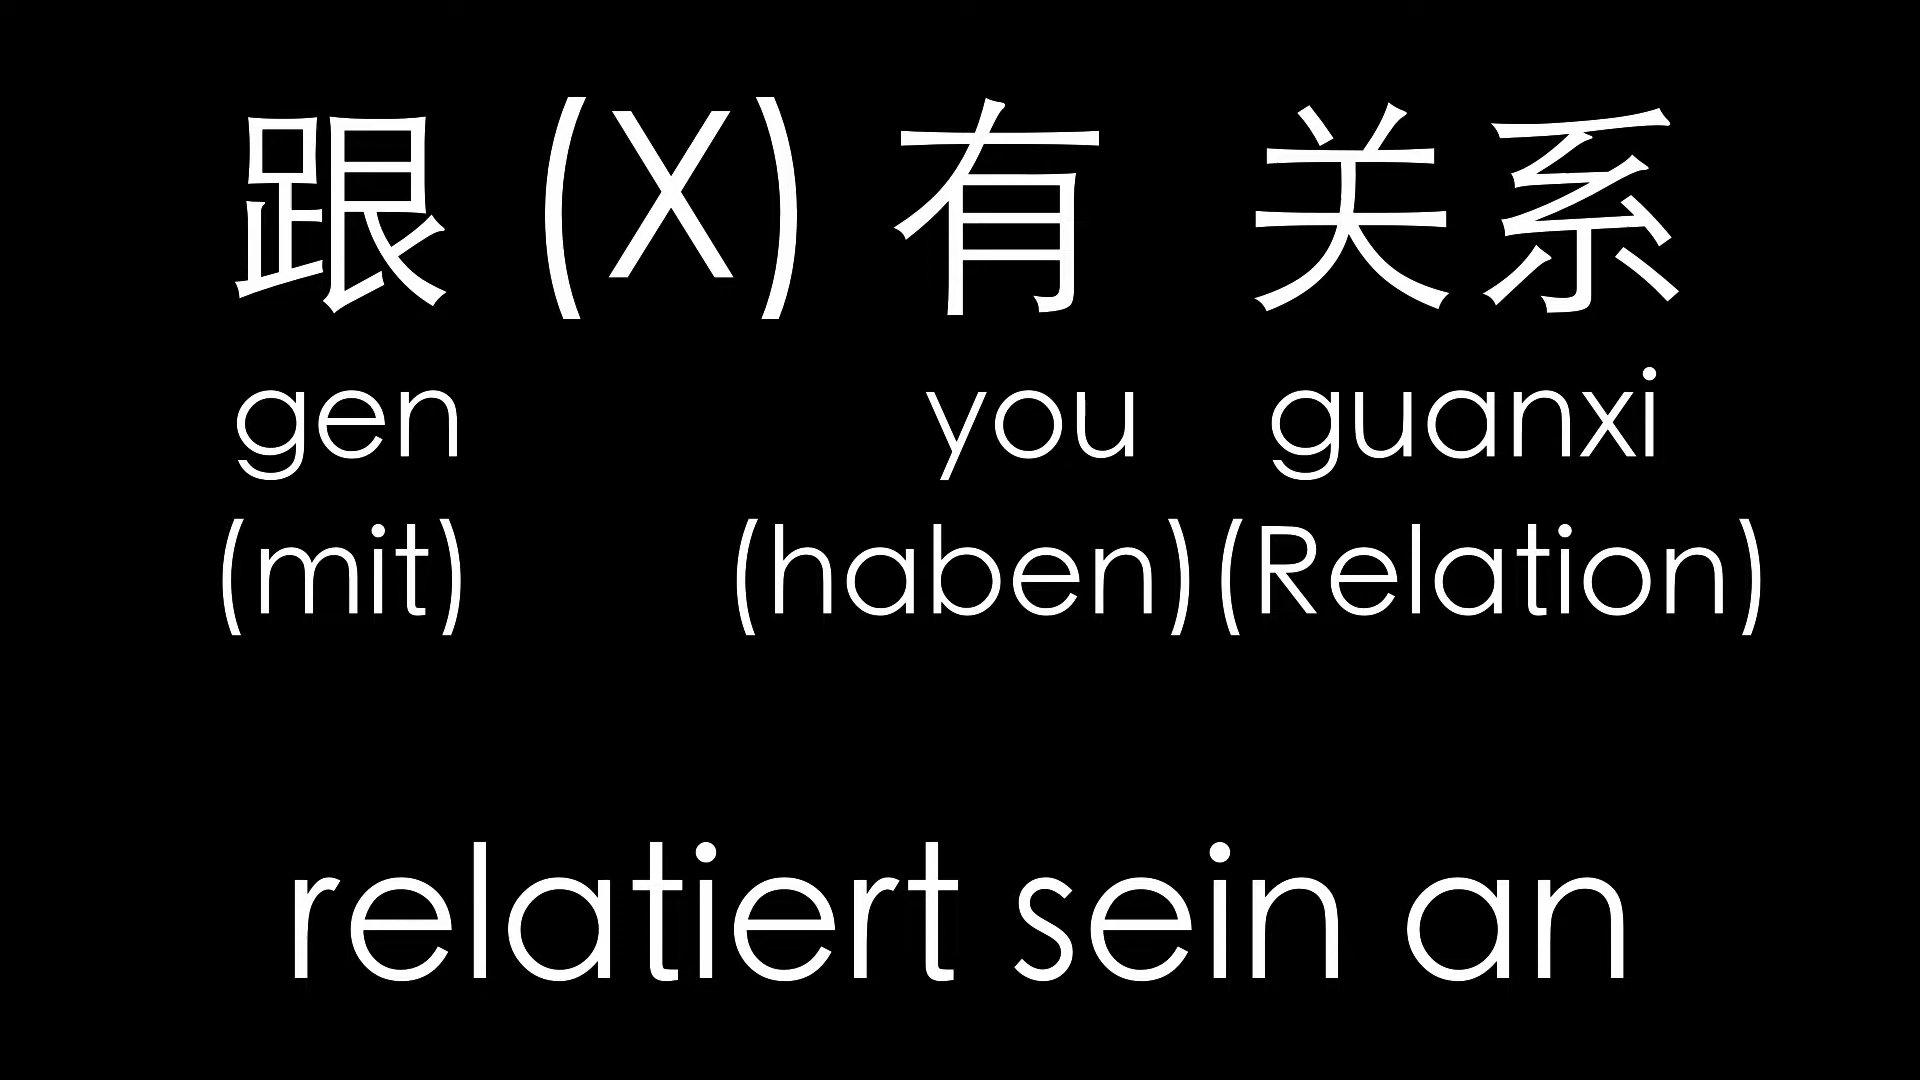 跟 (X) 有 关系
gen you guanxi
(mit) (haben) (Relation)
relatiert sein an